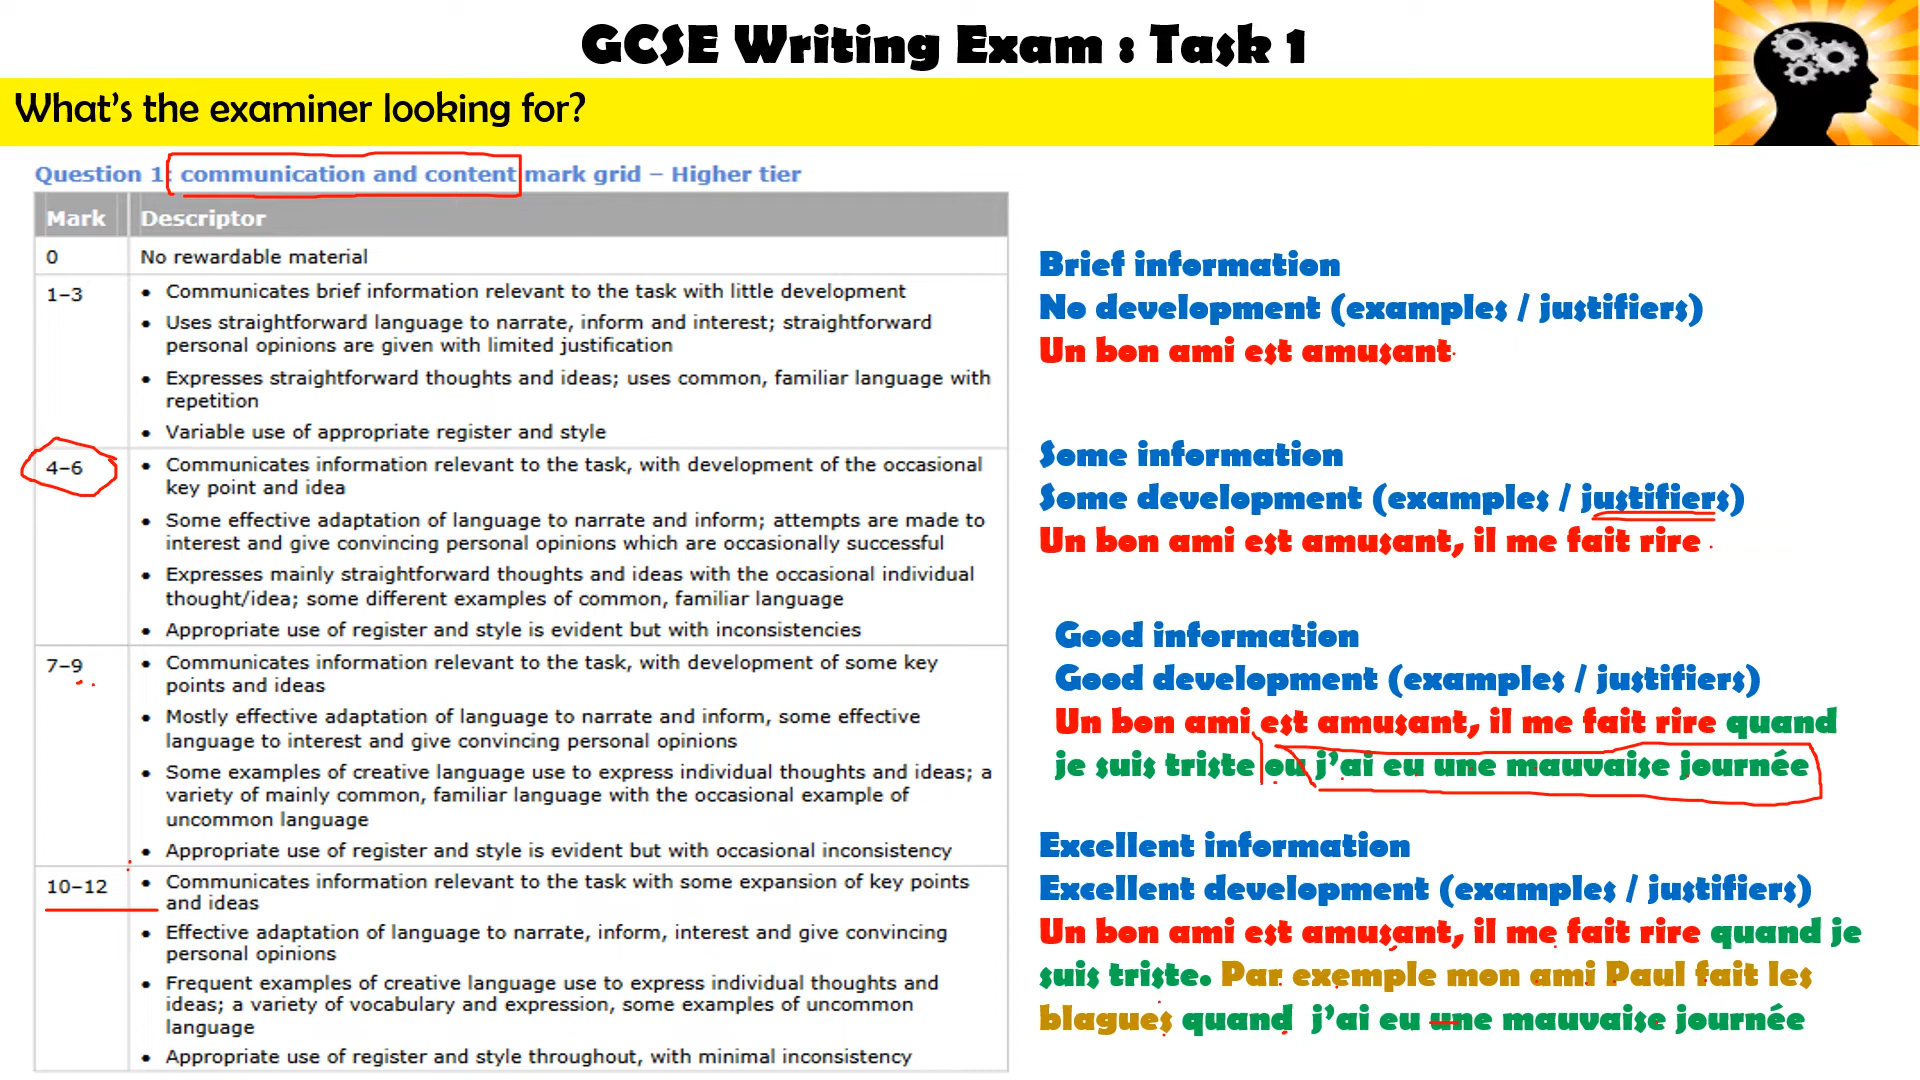 GCSE Writing Exam : Task 1
What's the examiner looking for?
Question 1: communication and content mark grid – Higher tier
Mark Descriptor
0 No rewardable material
1–3 • Communicates brief information relevant to the task with little development
• Uses straightforward language to narrate, inform and interest; straightforward
personal opinions are given with limited justification
• Expresses straightforward thoughts and ideas; uses common, familiar language with
repetition
• Variable use of appropriate register and style
4–6 • Communicates information relevant to the task, with development of the occasional
key point and idea
• Some effective adaptation of language to narrate and inform; attempts are made to
interest and give convincing personal opinions which are occasionally successful
• Expresses mainly straightforward thoughts and ideas with the occasional individual
thought/idea; some different examples of common, familiar language
• Appropriate use of register and style is evident but with inconsistencies
7–9 • Communicates information relevant to the task, with development of some key
points and ideas
• Mostly effective adaptation of language to narrate and inform, some effective
language to interest and give convincing personal opinions
• Some examples of creative language use to express individual thoughts and ideas; a
variety of mainly common, familiar language with the occasional example of
uncommon language
• Appropriate use of register and style is evident but with occasional inconsistency
10–12 • Communicates information relevant to the task with some expansion of key points
and ideas
• Effective adaptation of language to narrate, inform, interest and give convincing
personal opinions
• Frequent examples of creative language use to express individual thoughts and
ideas; a variety of vocabulary and expression, some examples of uncommon
language
• Appropriate use of register and style throughout, with minimal inconsistency
Brief information
No development (examples / justifiers)
Un bon ami est amusant
Some information
Some development (examples / justifiers)
Un bon ami est amusant, il me fait rire
Good information
Good development (examples / justifiers)
Un bon ami est amusant, il me fait rire quand
je suis triste ou j'ai eu une mauvaise journée
Excellent information
Excellent development (examples / justifiers)
Un bon ami est amusant, il me fait rire quand je
suis triste. Par exemple mon ami Paul fait les
blagues quand j'ai eu une mauvaise journée